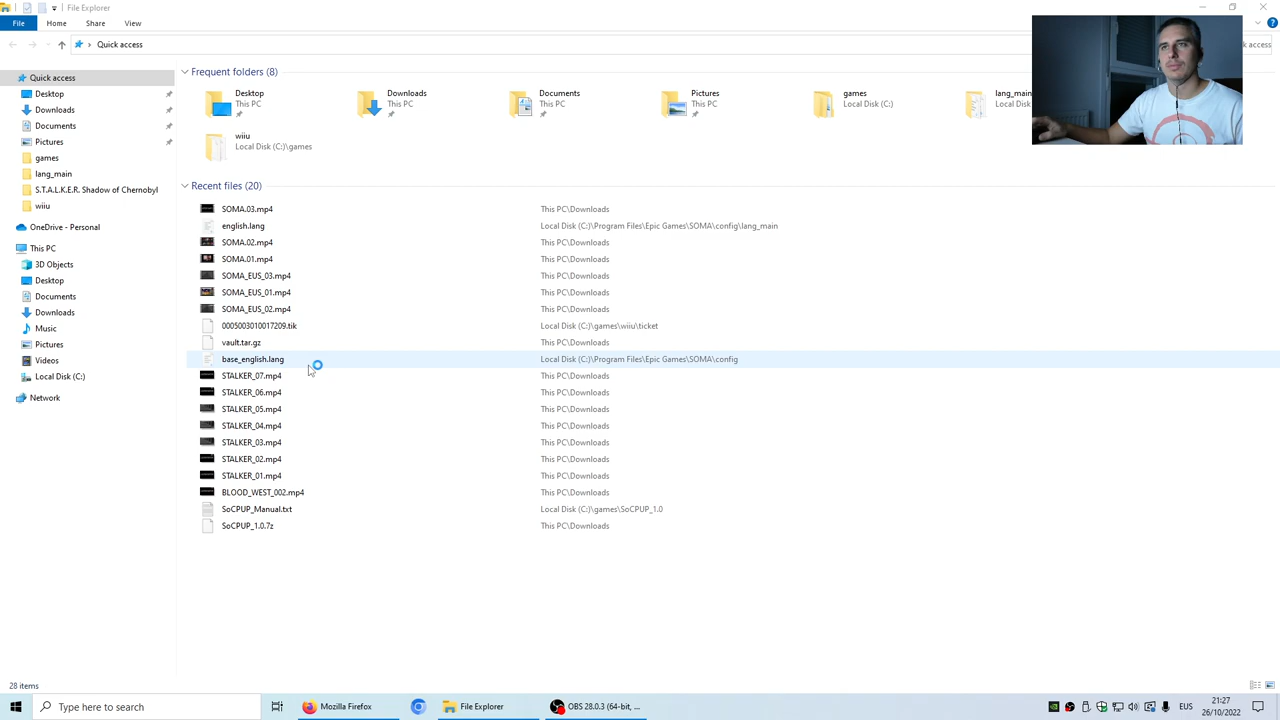 File Explorer
File Home Share View
Quick access
ck access
Quick access
Desktop
Downloads
Documents
Pictures
games
lang_main
S.T.A.L.K.E.R. Shadow of Chernobyl
wiiu
OneDrive - Personal
This PC
3D Objects
Desktop
Documents
Downloads
Music
Pictures
Videos
Local Disk (C:)
Network
Frequent folders (8)
Desktop
This PC
Downloads
This PC
Documents
This PC
Pictures
This PC
games
Local Disk (C:)
lang_main
Local Disk
wiiu
Local Disk (C:)\games
Recent files (20)
SOMA.03.mp4 This PC\Downloads
english.lang Local Disk (C:)\Program Files\Epic Games\SOMA\config\lang_main
SOMA.02.mp4 This PC\Downloads
SOMA.01.mp4 This PC\Downloads
SOMA_EUS_03.mp4 This PC\Downloads
SOMA_EUS_01.mp4 This PC\Downloads
SOMA_EUS_02.mp4 This PC\Downloads
0005003010017209.tik Local Disk (C:)\games\wiiu\ticket
vault.tar.gz This PC\Downloads
base_english.lang Local Disk (C:)\Program Files\Epic Games\SOMA\config
STALKER_07.mp4 This PC\Downloads
STALKER_06.mp4 This PC\Downloads
STALKER_05.mp4 This PC\Downloads
STALKER_04.mp4 This PC\Downloads
STALKER_03.mp4 This PC\Downloads
STALKER_02.mp4 This PC\Downloads
STALKER_01.mp4 This PC\Downloads
BLOOD_WEST_002.mp4 This PC\Downloads
SoCPUP_Manual.txt Local Disk (C:)\games\SoCPUP_1.0
SoCPUP_1.0.7z This PC\Downloads
28 items
Type here to search
Mozilla Firefox
File Explorer
OBS 28.0.3 (64-bit, ...
EUS
21:27
26/10/2022